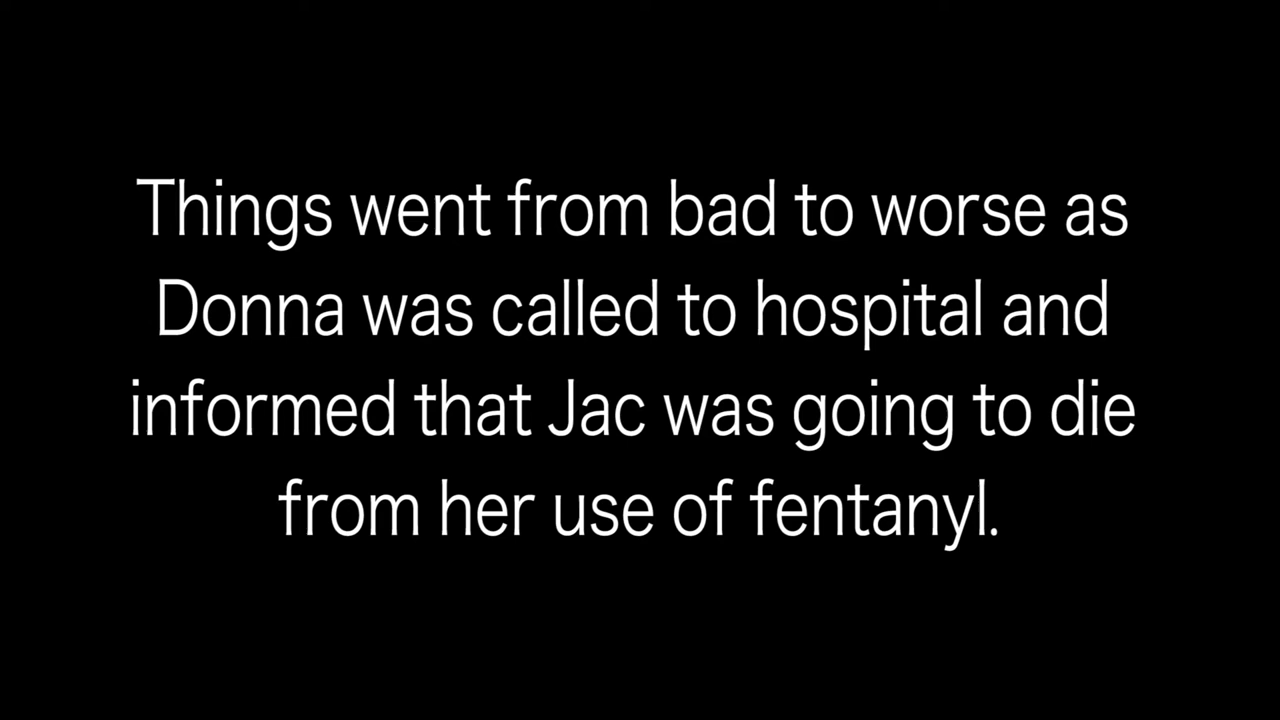 Things went from bad to worse as
Donna was called to hospital and
informed that Jac was going to die
from her use of fentanyl.